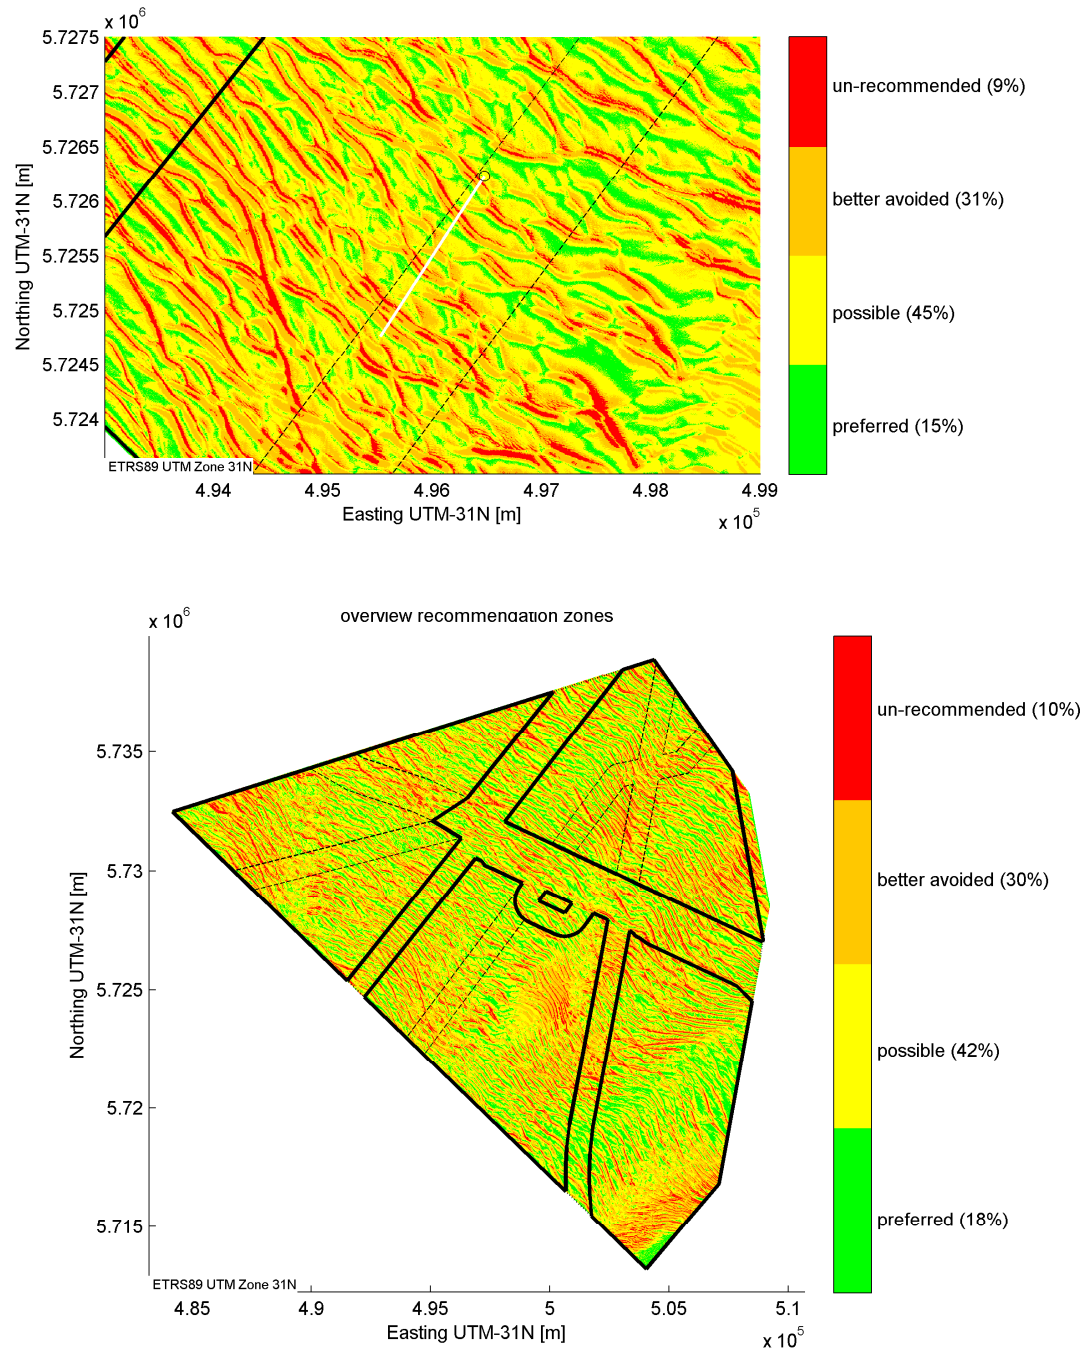 x 10^6
5.7275
5.727
5.7265
5.726
5.7255
5.725
5.7245
5.724
Northing UTM-31N [m]
ETRS89 UTM Zone 31N
4.94 4.95 4.96 4.97 4.98 4.99
Easting UTM-31N [m]
x 10^5
un-recommended (9%)
better avoided (31%)
possible (45%)
preferred (15%)
overview recommendation zones
x 10^6
5.735
5.73
5.725
5.72
5.715
Northing UTM-31N [m]
ETRS89 UTM Zone 31N
4.85 4.9 4.95 5 5.05 5.1
Easting UTM-31N [m]
x 10^5
un-recommended (10%)
better avoided (30%)
possible (42%)
preferred (18%)